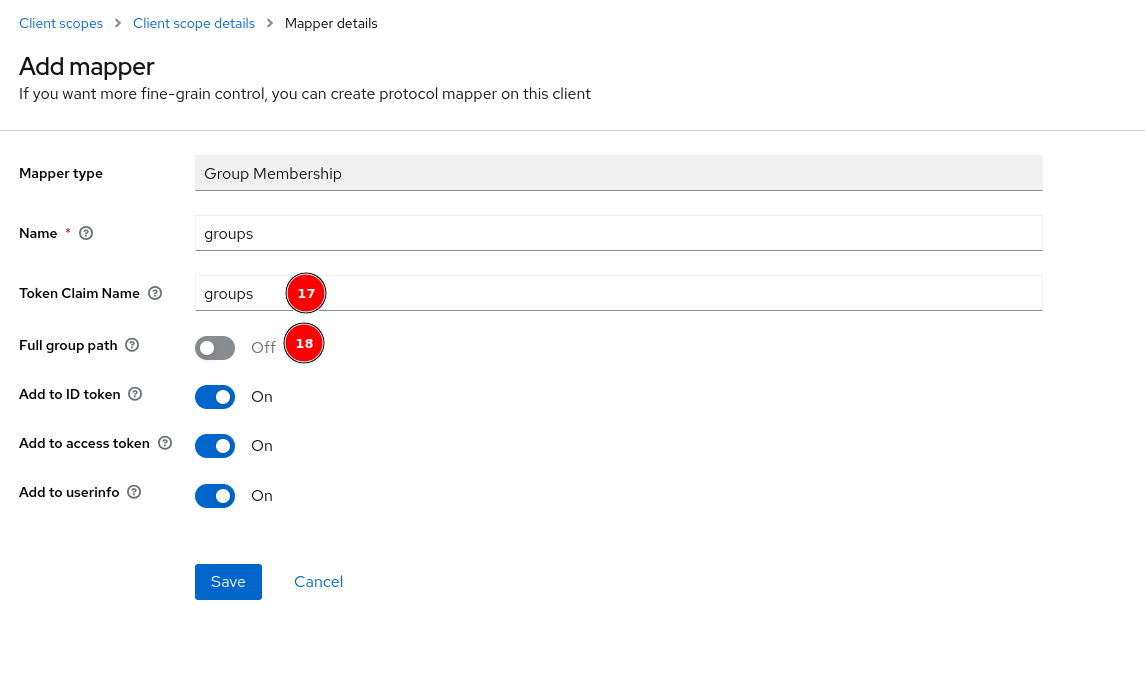 Client scopes > Client scope details > Mapper details
Add mapper
If you want more fine-grain control, you can create protocol mapper on this client
Mapper type Group Membership
Name * groups
Token Claim Name groups 17
Full group path Off 18
Add to ID token On
Add to access token On
Add to userinfo On
Save Cancel